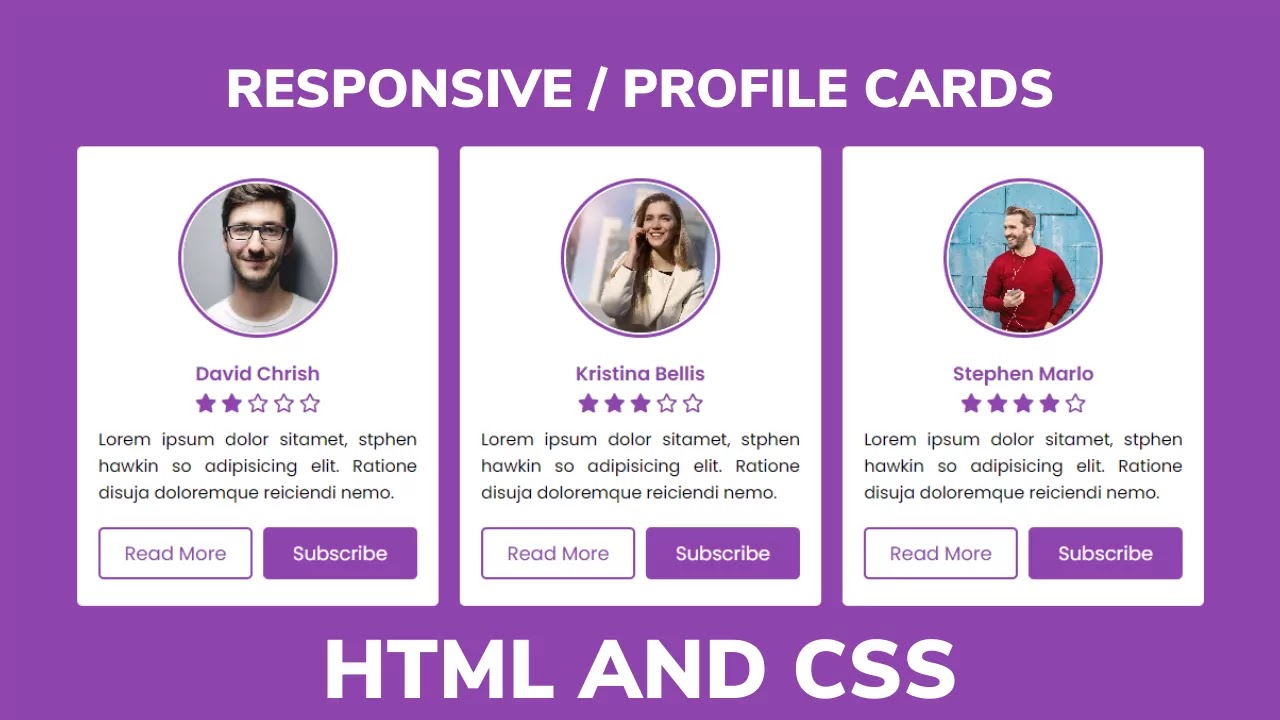 RESPONSIVE / PROFILE CARDS
David Chrish
Lorem ipsum dolor sitamet, stphen
hawkin so adipisicing elit. Ratione
disuja doloremque reiciendi nemo.
Read More
Subscribe
Kristina Bellis
Lorem ipsum dolor sitamet, stphen
hawkin so adipisicing elit. Ratione
disuja doloremque reiciendi nemo.
Read More
Subscribe
Stephen Marlo
Lorem ipsum dolor sitamet, stphen
hawkin so adipisicing elit. Ratione
disuja doloremque reiciendi nemo.
Read More
Subscribe
HTML AND CSS